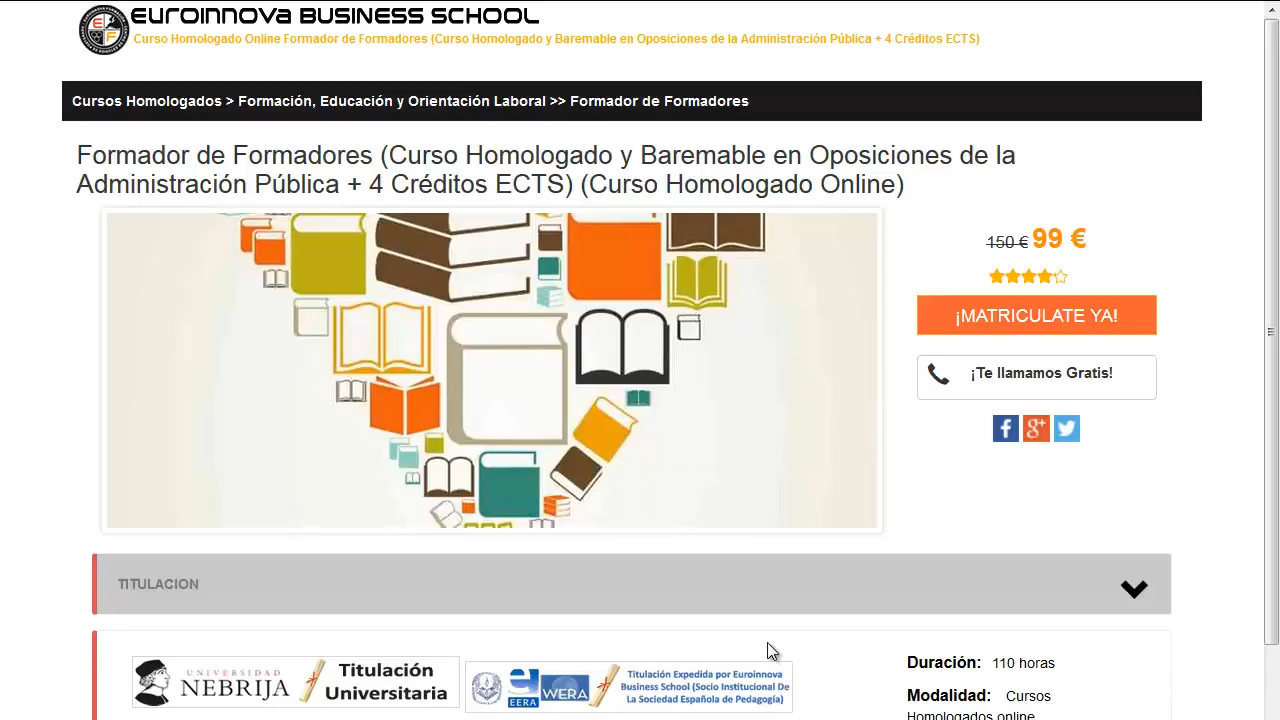 EUROINNOVA BUSINESS SCHOOL
Curso Homologado Online Formador de Formadores (Curso Homologado y Baremable en Oposiciones de la Administración Pública + 4 Créditos ECTS)
Cursos Homologados > Formación, Educación y Orientación Laboral >> Formador de Formadores
Formador de Formadores (Curso Homologado y Baremable en Oposiciones de la
Administración Pública + 4 Créditos ECTS) (Curso Homologado Online)
150 € 99 €
¡MATRICULATE YA!
¡Te llamamos Gratis!
TITULACION
UNIVERSIDAD
NEBRIJA
Titulación
Universitaria
EERA
WERA
Titulación Expedida por Euroinnova
Business School (Socio Institucional De
La Sociedad Española de Pedagogía)
Duración: 110 horas
Modalidad: Cursos
Homologados online